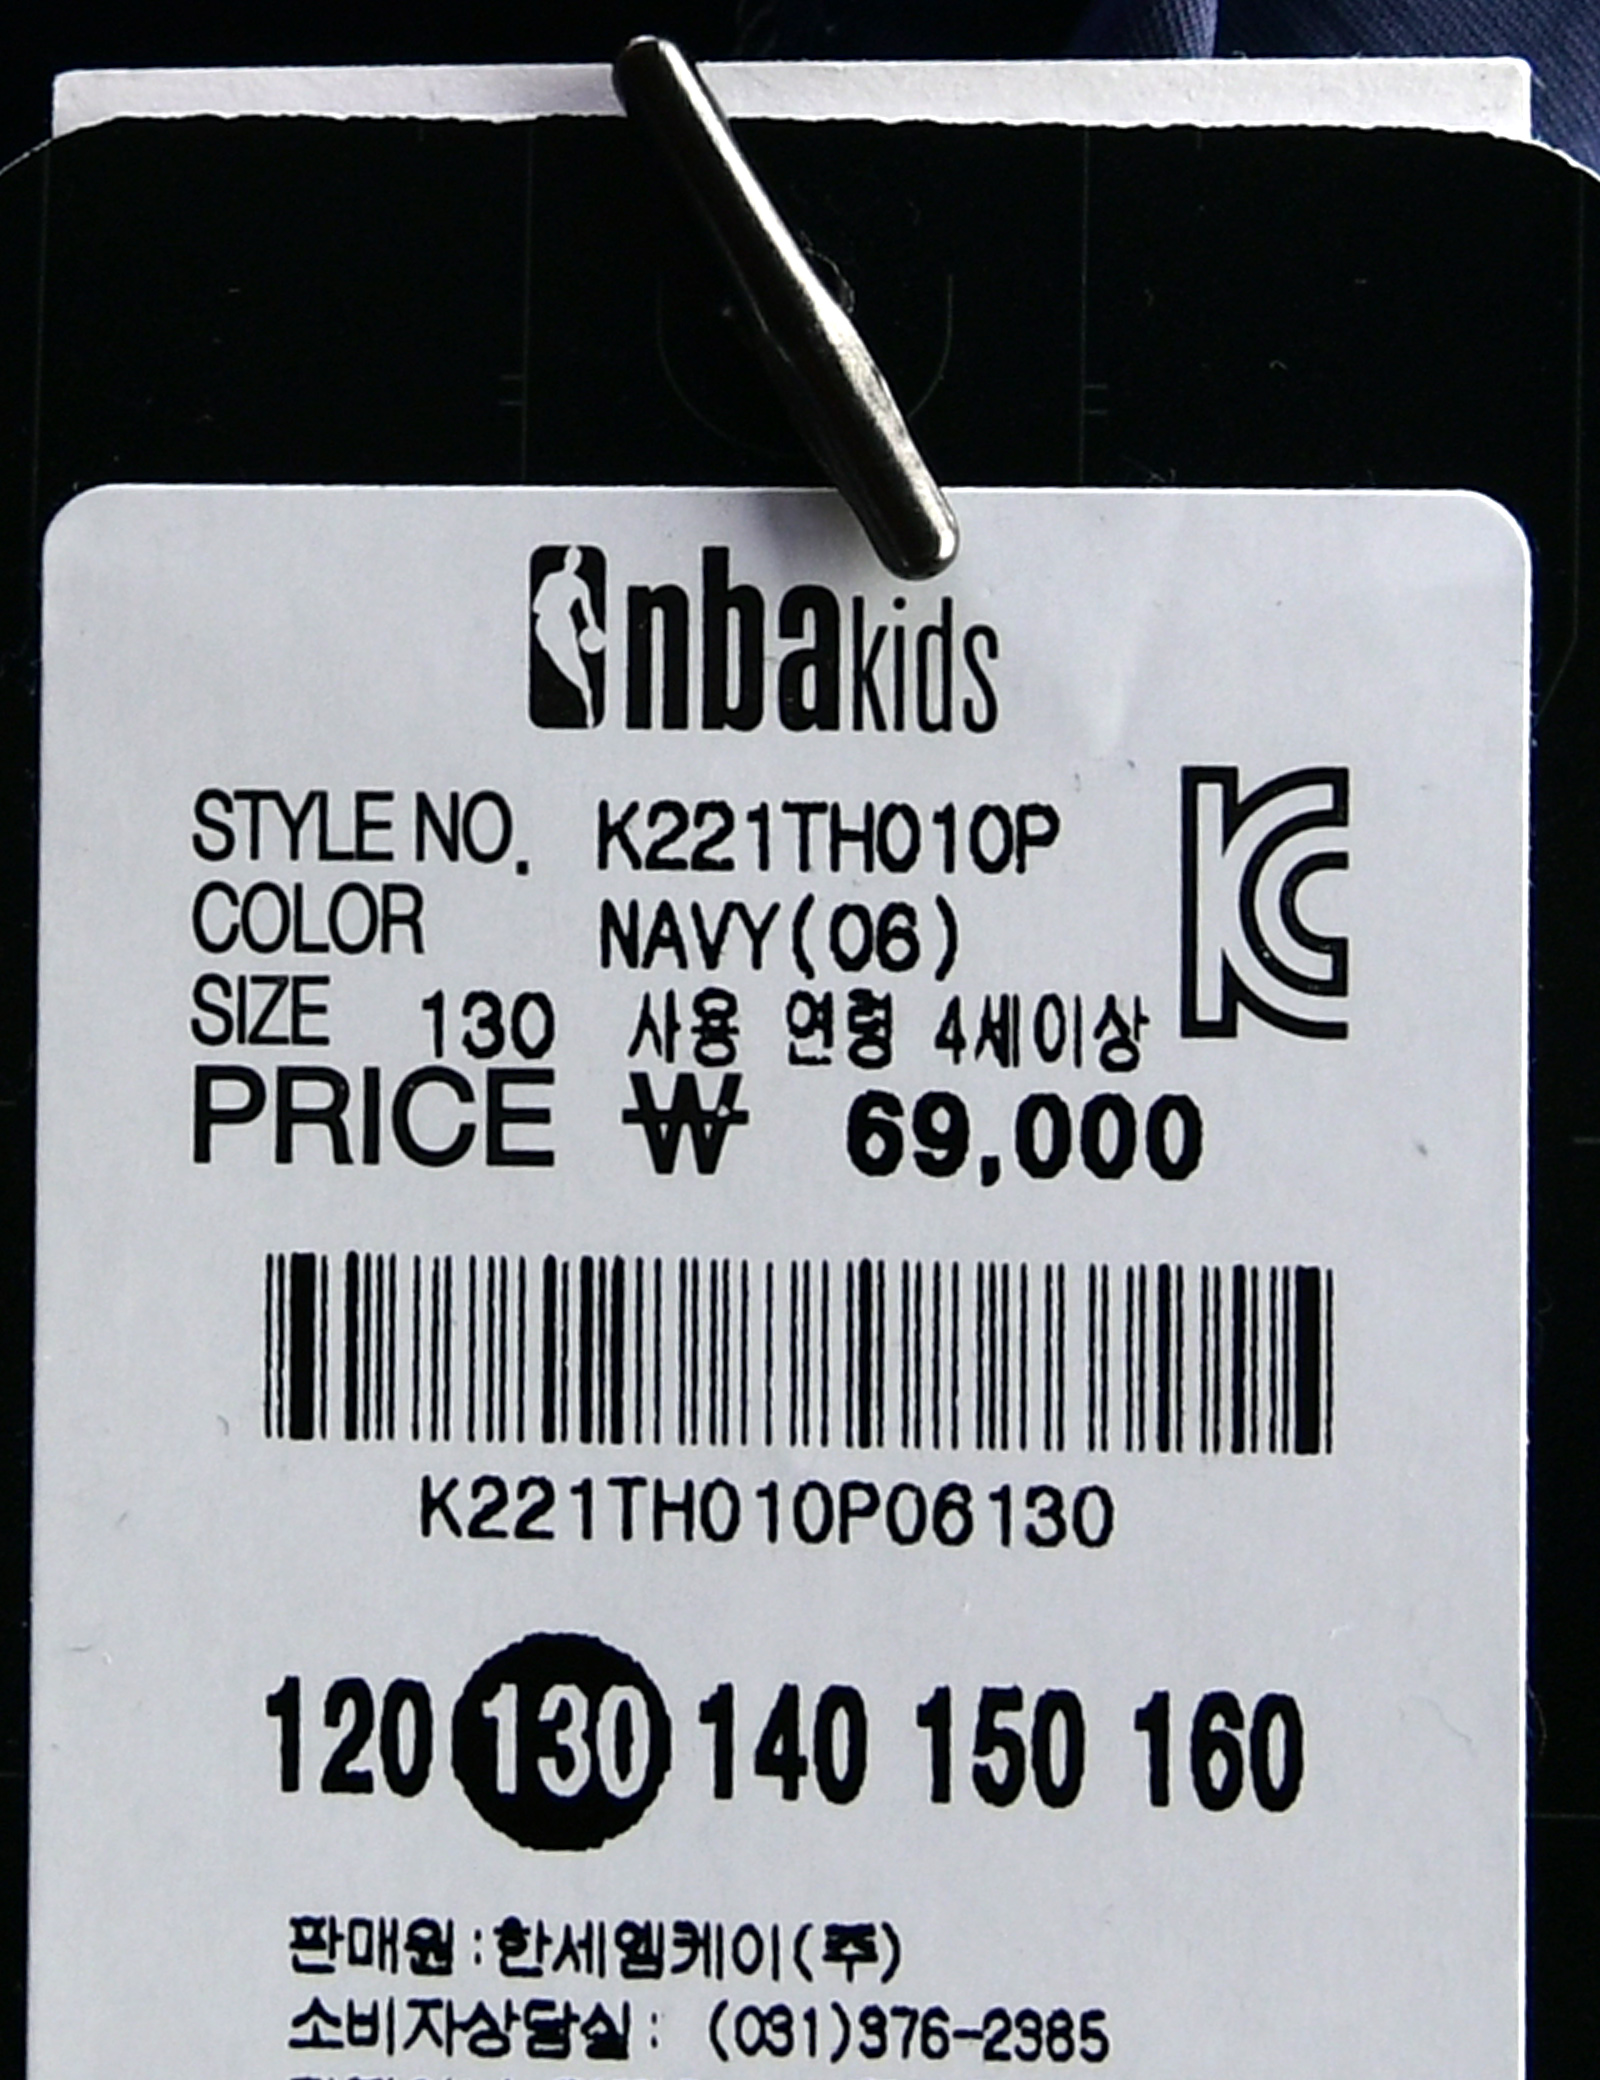 nbakids
STYLE NO. K221TH010P
COLOR NAVY(06)
SIZE 130 사용 연령 4세이상
PRICE ₩ 69,000
K221TH010P06130
120 130 140 150 160
판매원:한세엠케이(주)
소비자상담실: (031)376-2385